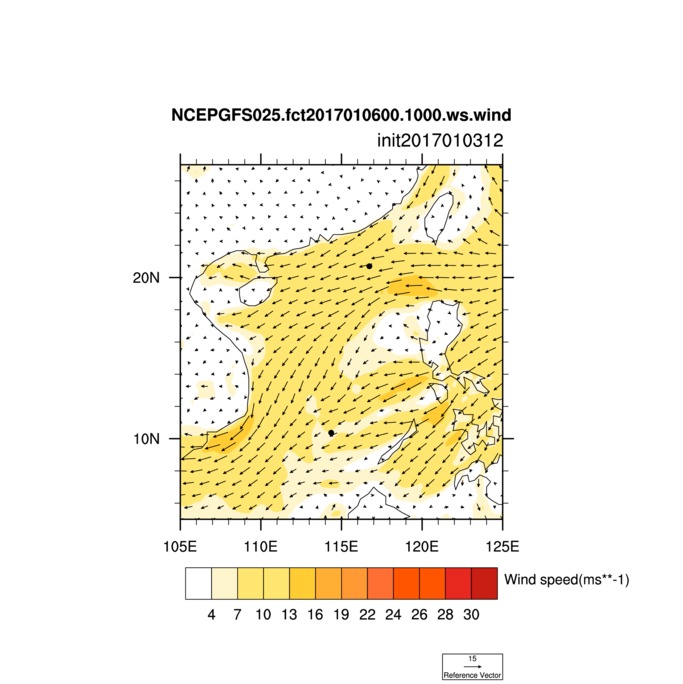 NCEPGFS025.fct2017010600.1000.ws.wind
init2017010312
20N
10N
105E 110E 115E 120E 125E
Wind speed(ms**-1)
4 7 10 13 16 19 22 24 26 28 30
15
Reference Vector